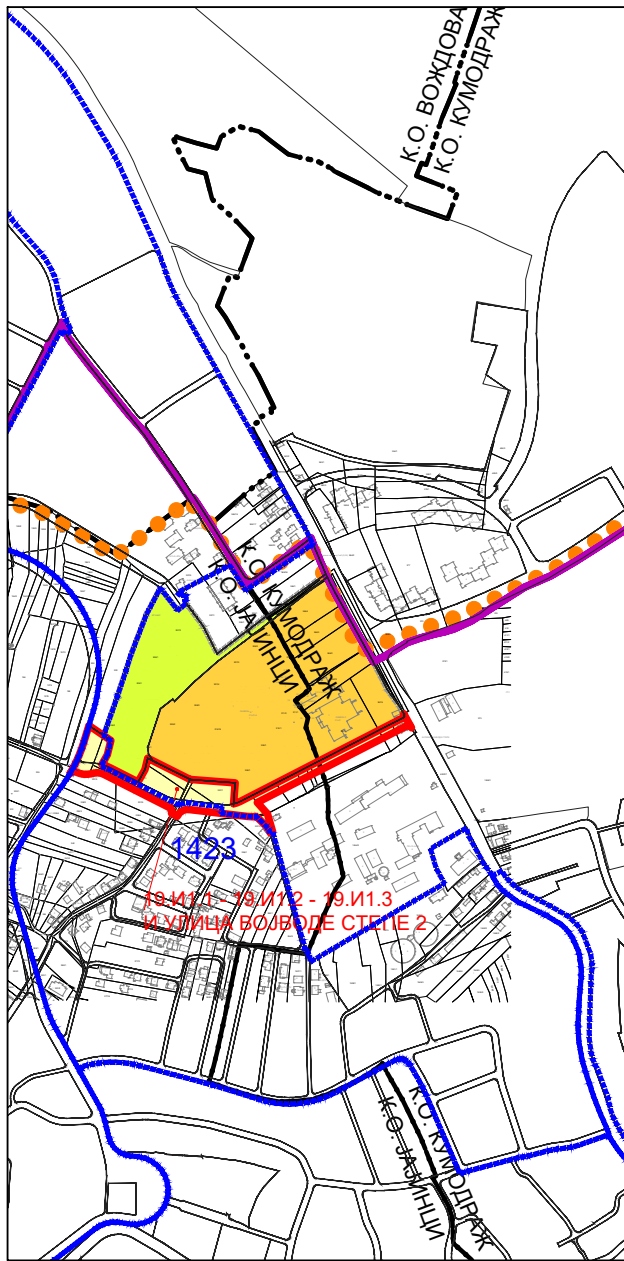 К.О. ВОЖДОВА
К.О. КУМОДРАЖ
К.О. КУМОДРАЖ
К.О. ЈАЈИНЦИ
1423
19.И1.1 - 19.И1.2 - 19.И1.3
И УЛИЦА ВОЈВОДЕ СТЕПЕ 2
К.О. КУМОДРАЖ
К.О. ЈАЈИНЦИ